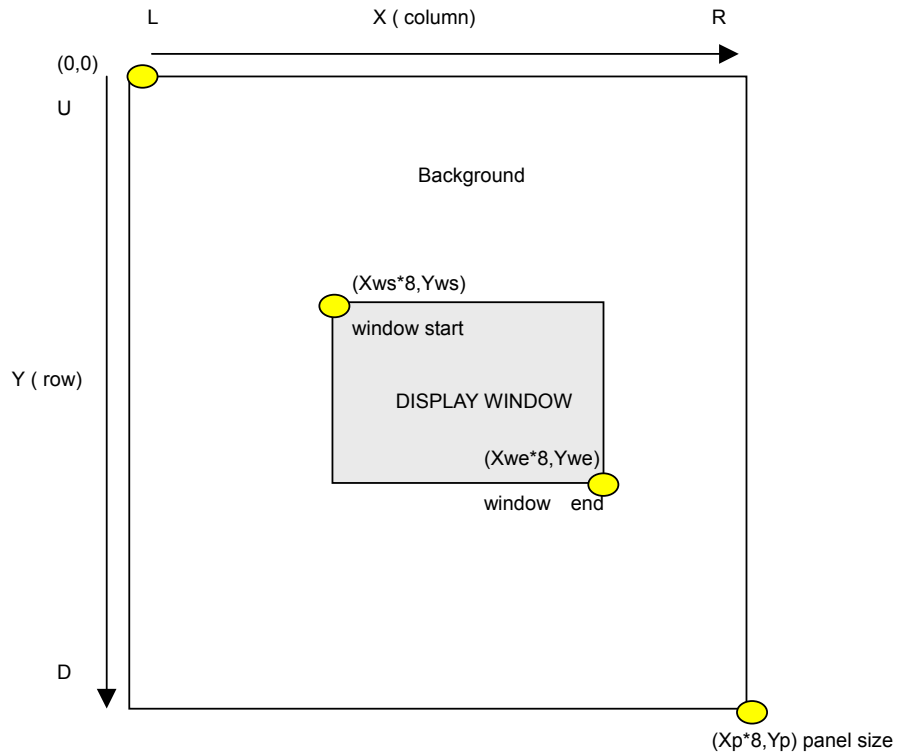 L X ( column) R
(0,0)
U
Background
(Xws*8,Yws)
window start
Y ( row)
DISPLAY WINDOW
(Xwe*8,Ywe)
window end
D
(Xp*8,Yp) panel size